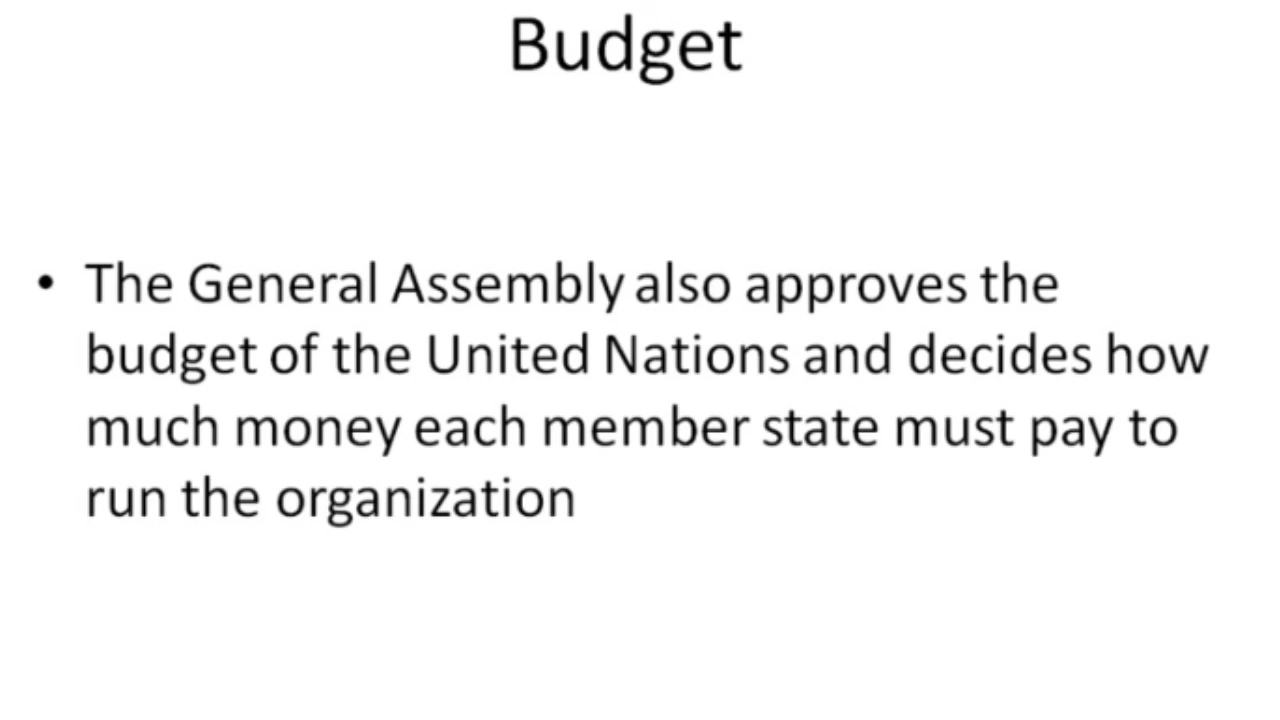 Budget
• The General Assembly also approves the
budget of the United Nations and decides how
much money each member state must pay to
run the organization